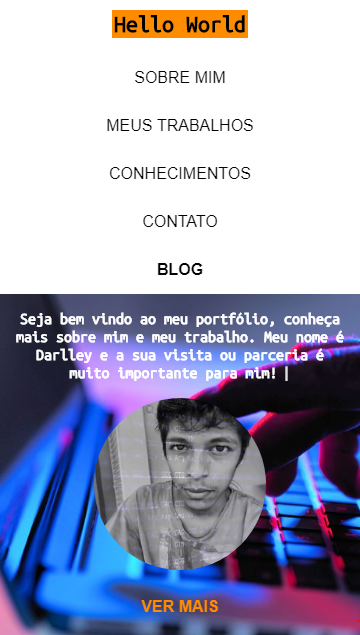 Hello World
SOBRE MIM
MEUS TRABALHOS
CONHECIMENTOS
CONTATO
BLOG
Seja bem vindo ao meu portfólio, conheça
mais sobre mim e meu trabalho. Meu nome é
Darlley e a sua visita ou parceria é
muito importante para mim! |
VER MAIS